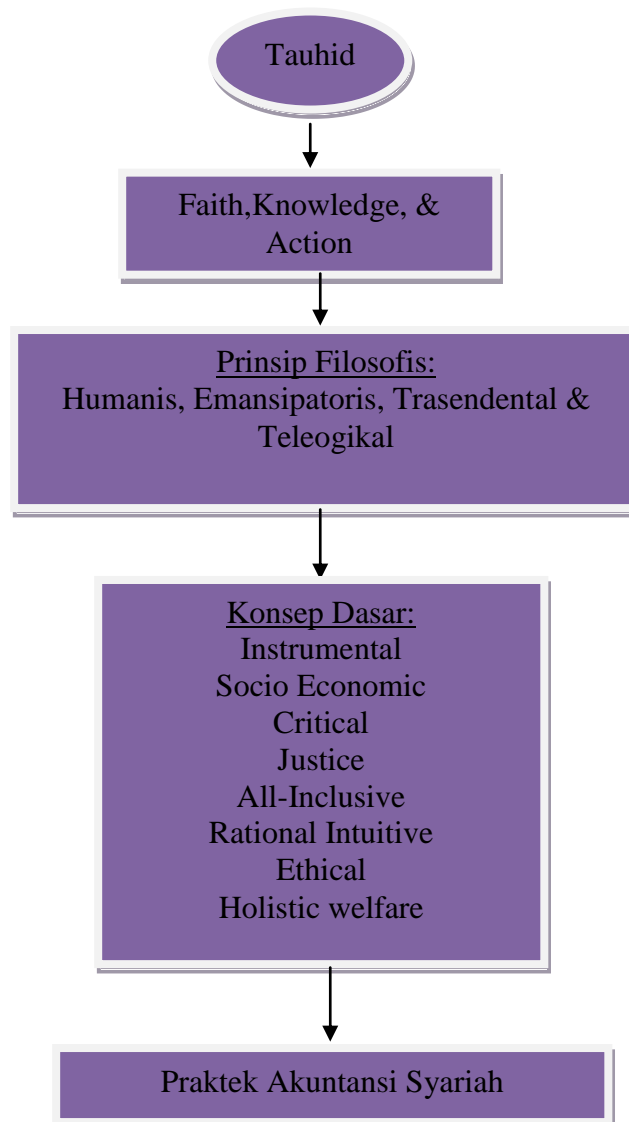 Tauhid
Faith,Knowledge, &
Action
Prinsip Filosofis:
Humanis, Emansipatoris, Trasendental &
Teleogikal
Konsep Dasar:
Instrumental
Socio Economic
Critical
Justice
All-Inclusive
Rational Intuitive
Ethical
Holistic welfare
Praktek Akuntansi Syariah